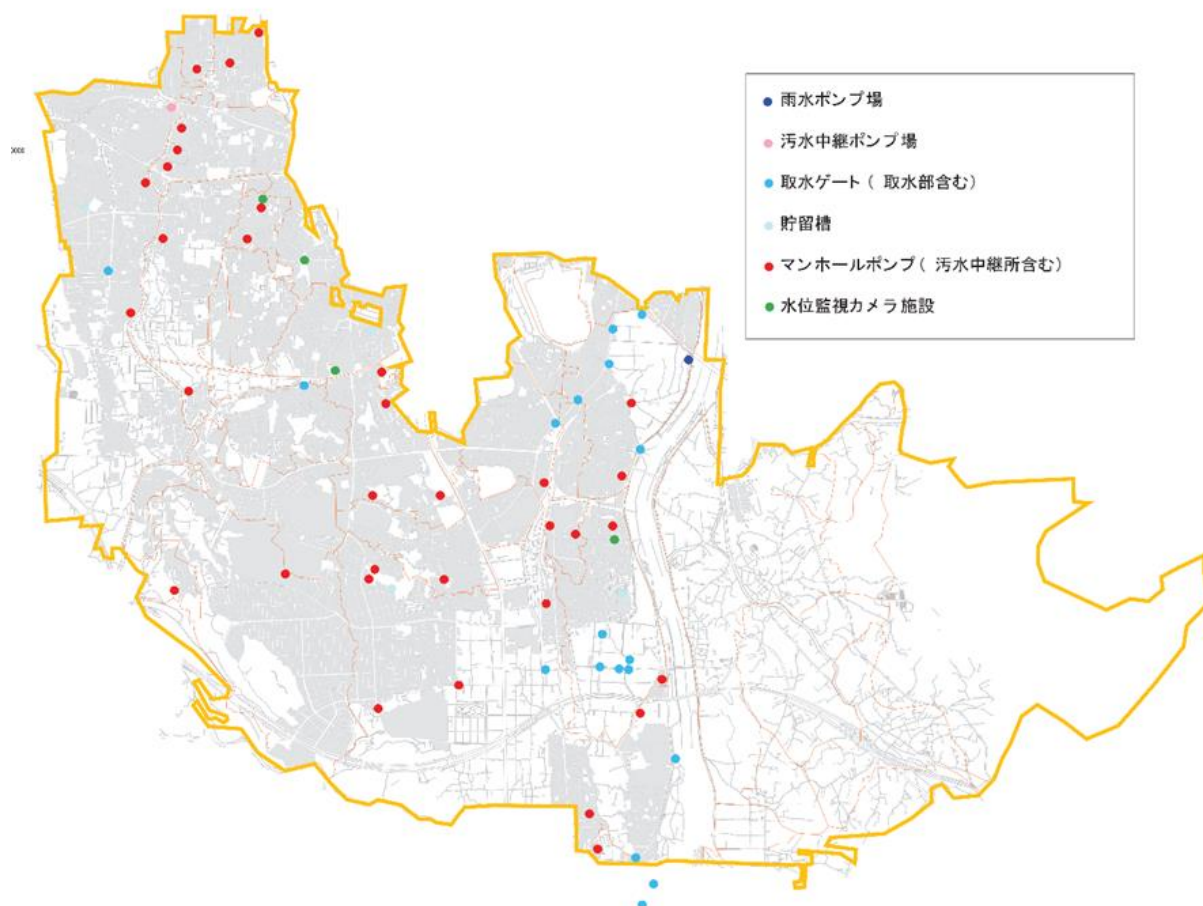 雨水ポンプ場
汚水中継ポンプ場
取水ゲート( 取水部含む)
貯留槽
マンホールポンプ( 汚水中継所含む)
水位監視カメラ施設